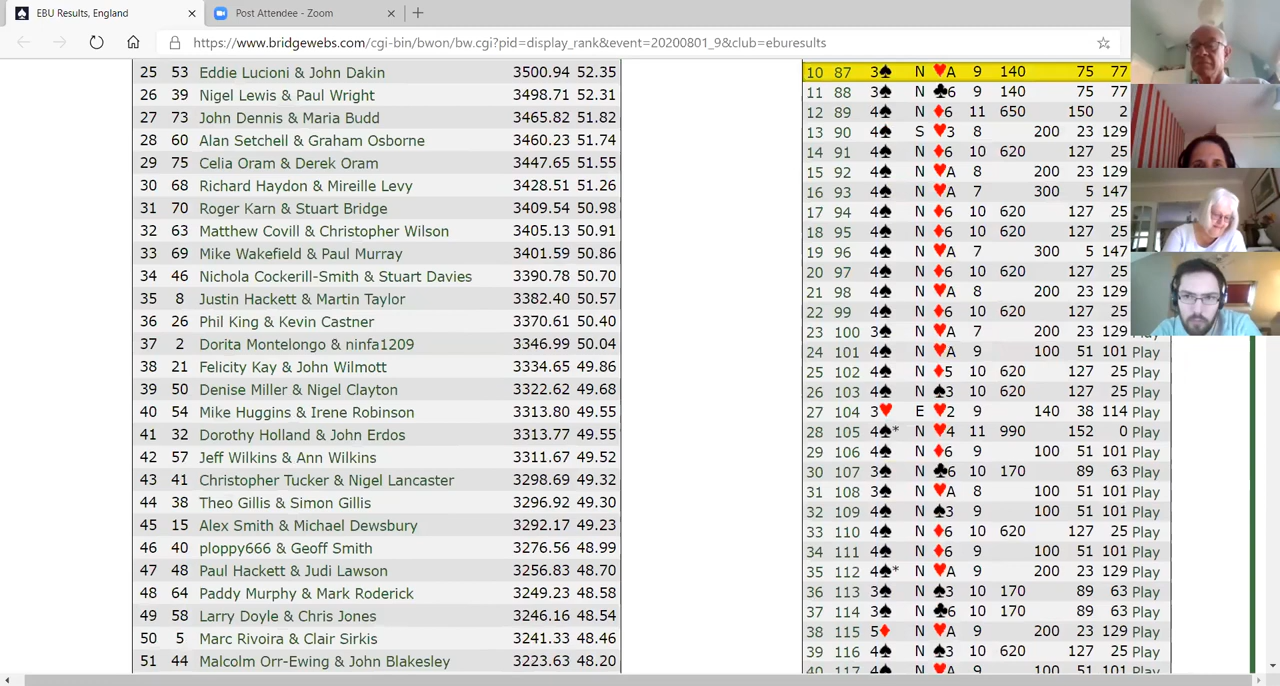 EBU Results, England
Post Attendee - Zoom
https://www.bridgewebs.com/cgi-bin/bwon/bw.cgi?pid=display_rank&event=20200801_9&club=eburesults
25 53 Eddie Lucioni & John Dakin 3500.94 52.35
26 39 Nigel Lewis & Paul Wright 3498.71 52.31
27 73 John Dennis & Maria Budd 3465.82 51.82
28 60 Alan Setchell & Graham Osborne 3460.23 51.74
29 75 Celia Oram & Derek Oram 3447.65 51.55
30 68 Richard Haydon & Mireille Levy 3428.51 51.26
31 70 Roger Karn & Stuart Bridge 3409.54 50.98
32 63 Matthew Covill & Christopher Wilson 3405.13 50.91
33 69 Mike Wakefield & Paul Murray 3401.59 50.86
34 46 Nichola Cockerill-Smith & Stuart Davies 3390.78 50.70
35 8 Justin Hackett & Martin Taylor 3382.40 50.57
36 26 Phil King & Kevin Castner 3370.61 50.40
37 2 Dorita Montelongo & ninfa1209 3346.99 50.04
38 21 Felicity Kay & John Wilmott 3334.65 49.86
39 50 Denise Miller & Nigel Clayton 3322.62 49.68
40 54 Mike Huggins & Irene Robinson 3313.80 49.55
41 32 Dorothy Holland & John Erdos 3313.77 49.55
42 57 Jeff Wilkins & Ann Wilkins 3311.67 49.52
43 41 Christopher Tucker & Nigel Lancaster 3298.69 49.32
44 38 Theo Gillis & Simon Gillis 3296.92 49.30
45 15 Alex Smith & Michael Dewsbury 3292.17 49.23
46 40 ploppy666 & Geoff Smith 3276.56 48.99
47 48 Paul Hackett & Judi Lawson 3256.83 48.70
48 64 Paddy Murphy & Mark Roderick 3249.23 48.58
49 58 Larry Doyle & Chris Jones 3246.16 48.54
50 5 Marc Rivoira & Clair Sirkis 3241.33 48.46
51 44 Malcolm Orr-Ewing & John Blakesley 3223.63 48.20
10 87 3♠ N ♥A 9 140 75 77
11 88 3♠ N ♣6 9 140 75 77
12 89 4♠ N ♦6 11 650 150 2
13 90 4♠ S ♥3 8 200 23 129
14 91 4♠ N ♦6 10 620 127 25
15 92 4♠ N ♥A 8 200 23 129
16 93 4♠ N ♥A 7 300 5 147
17 94 4♠ N ♦6 10 620 127 25
18 95 4♠ N ♦6 10 620 127 25
19 96 4♠ N ♥A 7 300 5 147
20 97 4♠ N ♦6 10 620 127 25
21 98 4♠ N ♥A 8 200 23 129
22 99 4♠ N ♦6 10 620 127 25
23 100 3♠ N ♥A 7 200 23 129 Play
24 101 4♠ N ♥A 9 100 51 101 Play
25 102 4♠ N ♦5 10 620 127 25 Play
26 103 4♠ N ♠3 10 620 127 25 Play
27 104 3♥ E ♥2 9 140 38 114 Play
28 105 4♠* N ♥4 11 990 152 0 Play
29 106 4♠ N ♦6 9 100 51 101 Play
30 107 3♠ N ♣6 10 170 89 63 Play
31 108 3♠ N ♥A 8 100 51 101 Play
32 109 4♠ N ♠3 9 100 51 101 Play
33 110 4♠ N ♦6 10 620 127 25 Play
34 111 4♠ N ♦6 9 100 51 101 Play
35 112 4♠* N ♥A 9 200 23 129 Play
36 113 3♠ N ♠3 10 170 89 63 Play
37 114 3♠ N ♣6 10 170 89 63 Play
38 115 5♦ N ♥A 9 200 23 129 Play
39 116 4♠ N ♠3 10 620 127 25 Play
40 117 4♠ N ♥A 9 100 51 101 Play